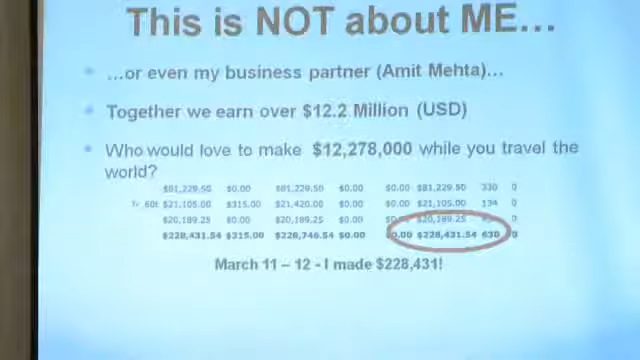 This is NOT about ME...
...or even my business partner (Amit Mehta)...
Together we earn over $12.2 Million (USD)
Who would love to make $12,278,000 while you travel the
world?
$81,229.50 $0.00 $81,229.50 $0.00 $0.00 $81,229.50 330 0
$21,105.00 $315.00 $21,420.00 $0.00 $0.00 $21,105.00 134 0
$20,189.25 $0.00 $20,189.25 $0.00 $20,189.25 0
$228,431.54 $315.00 $228,746.54 $0.00 $0.00 $228,431.54 630 0
March 11 – 12 - I made $228,431!